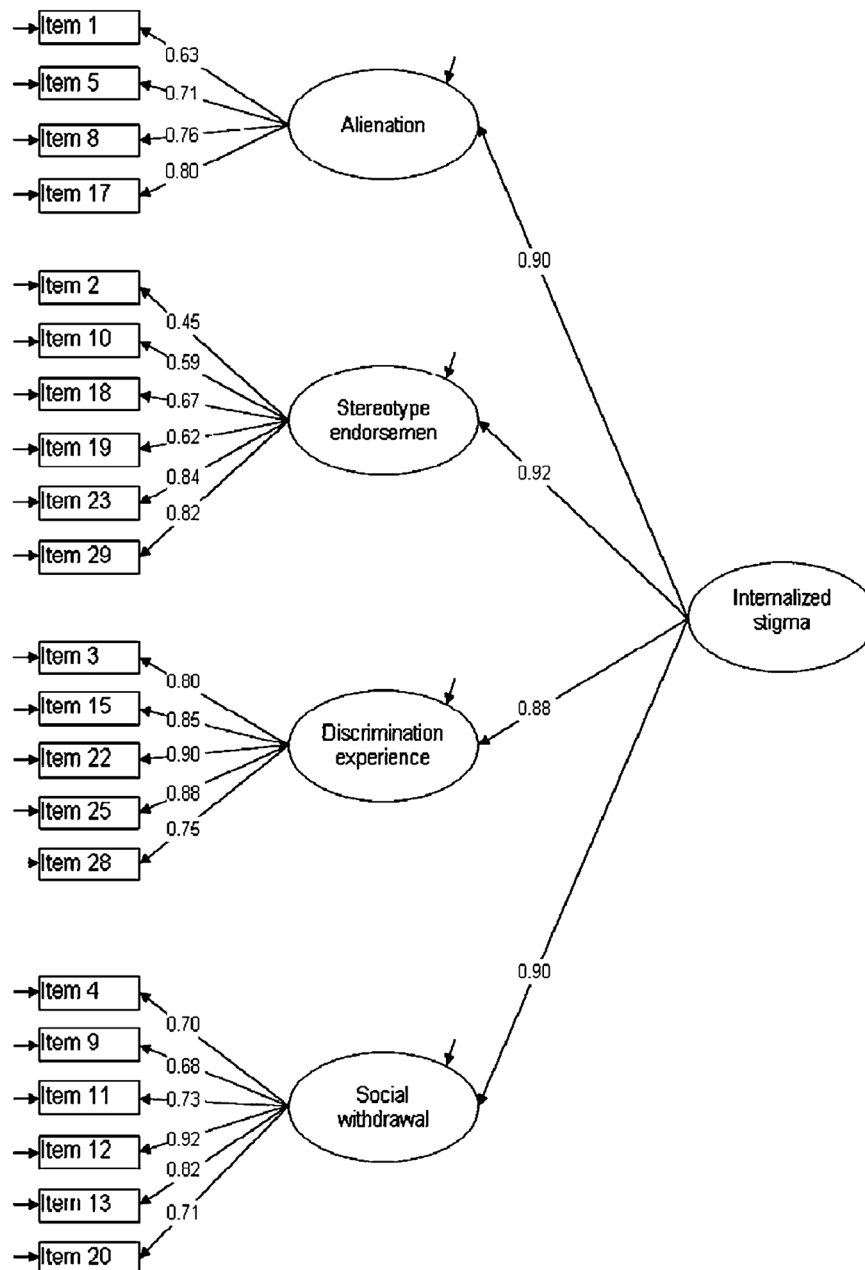 Item 1
0.63
Item 5
0.71
Item 8
0.76
Item 17
0.80
Alienation
0.90
Item 2
0.45
Item 10
0.59
Item 18
0.67
Item 19
0.62
Item 23
0.84
Item 29
0.82
Stereotype
endorsemen
0.92
Internalized
stigma
Item 3
0.80
Item 15
0.85
Item 22
0.90
Item 25
0.88
Item 28
0.75
Discrimination
experience
0.88
0.90
Item 4
0.70
Item 9
0.68
Item 11
0.73
Item 12
0.92
Item 13
0.82
Item 20
0.71
Social
withdrawal